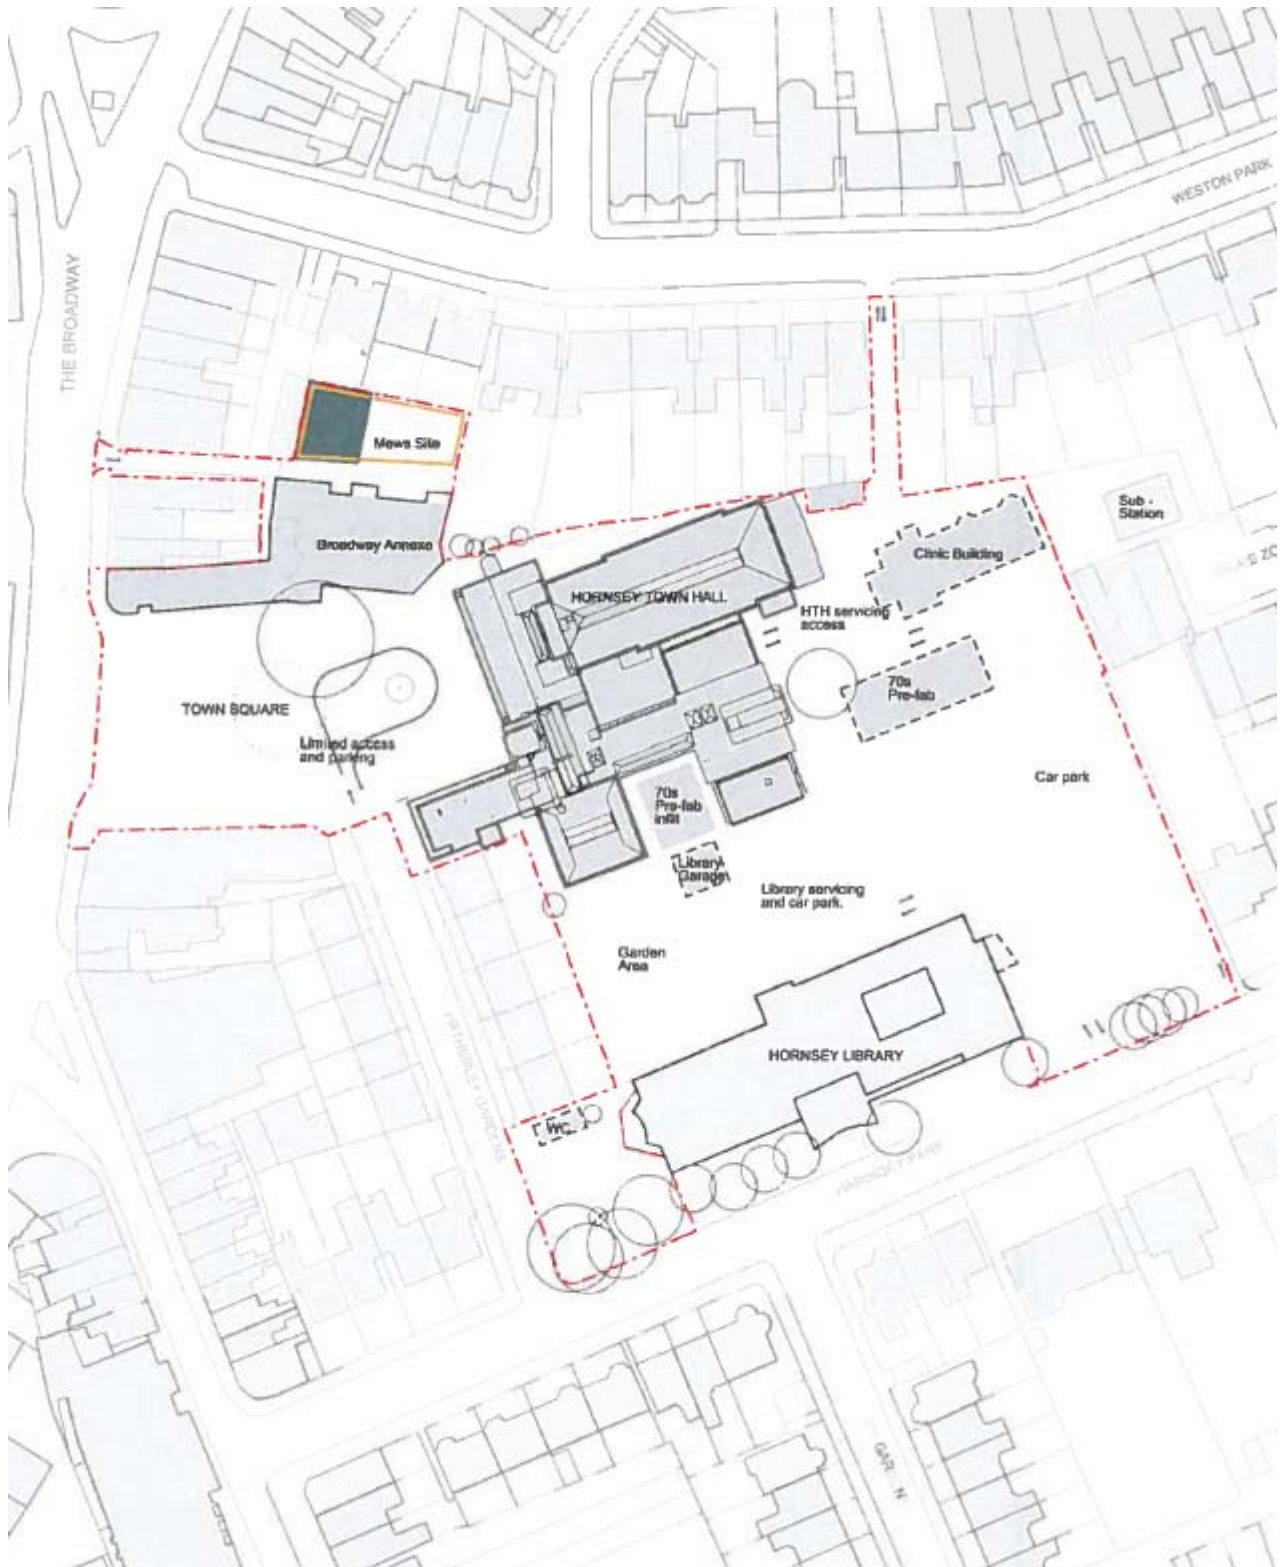 WESTON PARK
THE BROADWAY
Mews Site
Sub -
Station
Broadway Annexe
Clinic Building
HORNSEY TOWN HALL
HTH servicing
access
70s
Pre-fab
TOWN SQUARE
Limited access
and parking
Car park
70s
Pre-fab
infill
Library
Garage
Library servicing
and car park.
Garden
Area
HORNSEY LIBRARY
WC
HARINGEY PARK